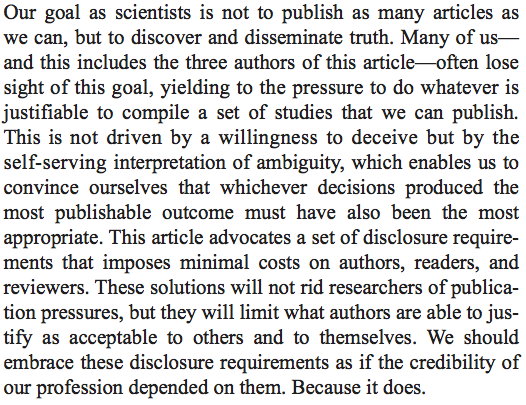 Our goal as scientists is not to publish as many articles as
we can, but to discover and disseminate truth. Many of us—
and this includes the three authors of this article—often lose
sight of this goal, yielding to the pressure to do whatever is
justifiable to compile a set of studies that we can publish.
This is not driven by a willingness to deceive but by the
self-serving interpretation of ambiguity, which enables us to
convince ourselves that whichever decisions produced the
most publishable outcome must have also been the most
appropriate. This article advocates a set of disclosure require-
ments that imposes minimal costs on authors, readers, and
reviewers. These solutions will not rid researchers of publica-
tion pressures, but they will limit what authors are able to jus-
tify as acceptable to others and to themselves. We should
embrace these disclosure requirements as if the credibility of
our profession depended on them. Because it does.